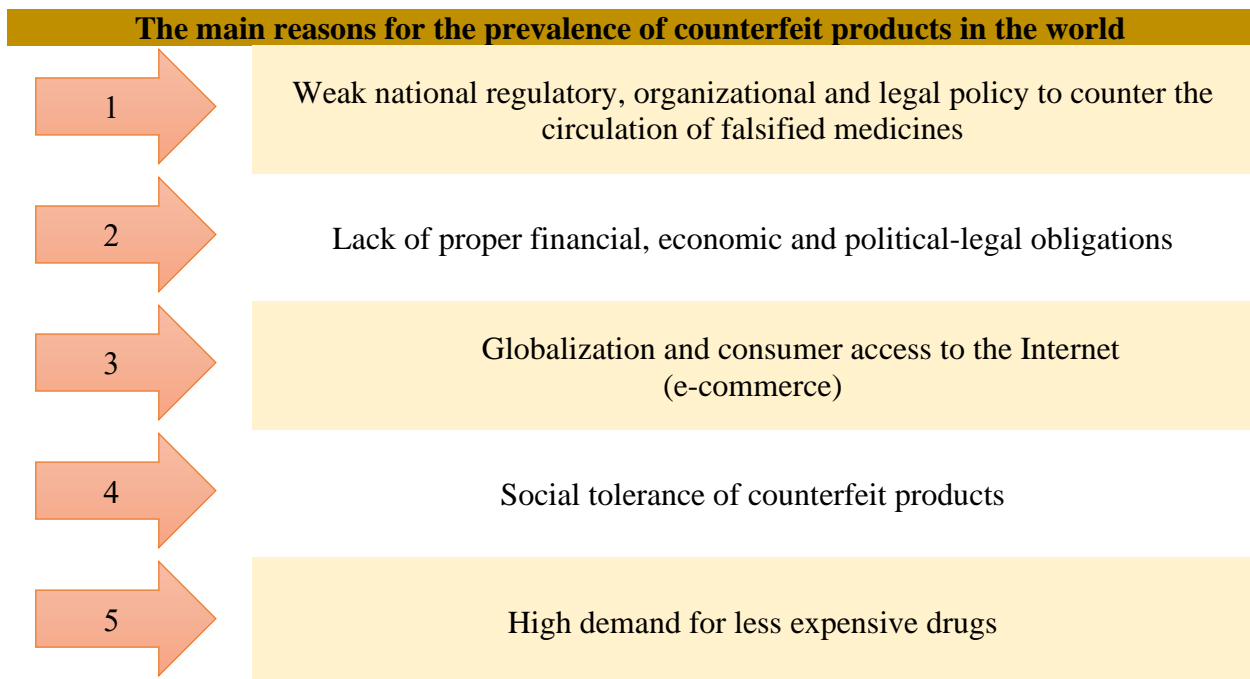 The main reasons for the prevalence of counterfeit products in the world
1
Weak national regulatory, organizational and legal policy to counter the
circulation of falsified medicines
2
Lack of proper financial, economic and political-legal obligations
3
Globalization and consumer access to the Internet
(e-commerce)
4
Social tolerance of counterfeit products
5
High demand for less expensive drugs